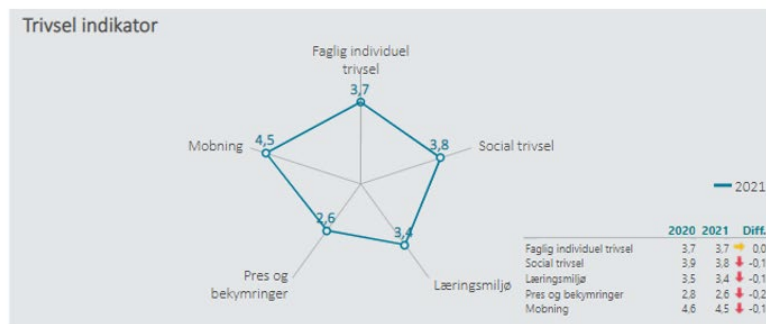 Trivsel indikator
Faglig individuel
trivsel
3,7
4,5
Mobning
3,8
Social trivsel
2,6
3,4
Pres og
bekymringer
Læringsmiljø
2021
2020 2021 Diff.
Faglig individuel trivsel 3,7 3,7 0,0
Social trivsel 3,9 3,8 -0,1
Læringsmiljø 3,5 3,4 -0,1
Pres og bekymringer 2,8 2,6 -0,2
Mobning 4,6 4,5 -0,1